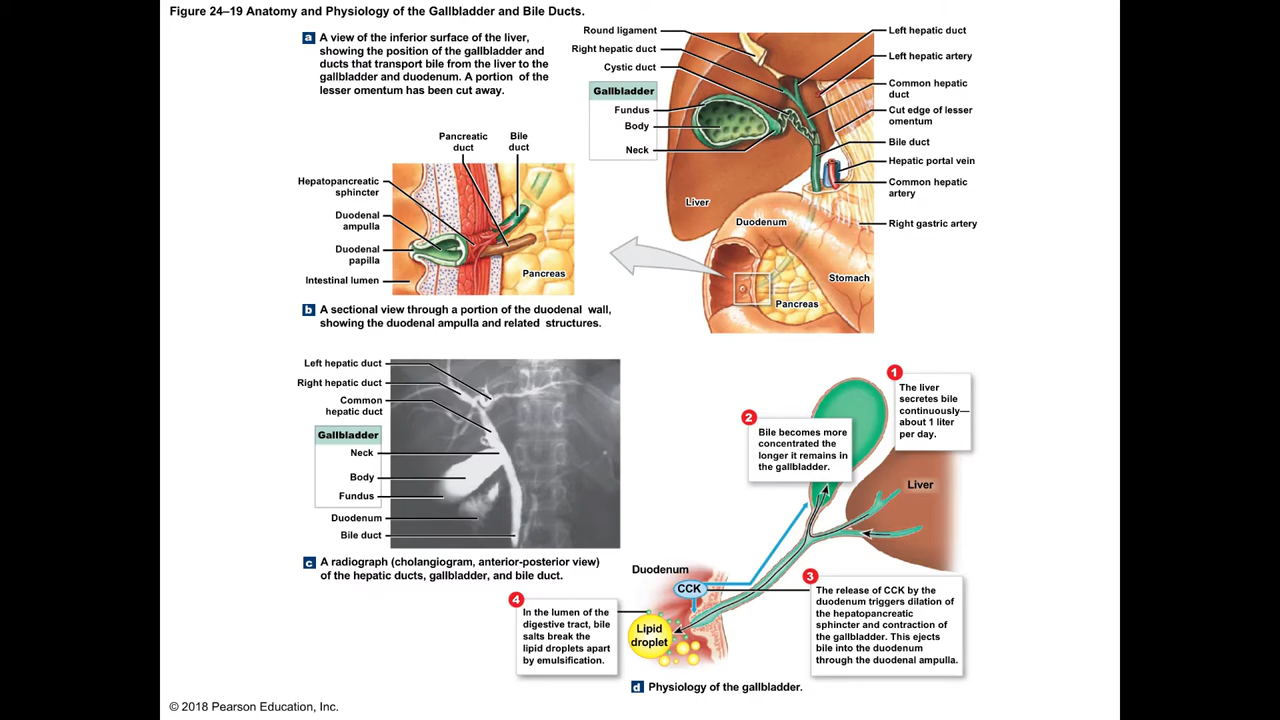 Figure 24–19 Anatomy and Physiology of the Gallbladder and Bile Ducts.
a
A view of the inferior surface of the liver,
showing the position of the gallbladder and
ducts that transport bile from the liver to the
gallbladder and duodenum. A portion of the
lesser omentum has been cut away.
Round ligament
Right hepatic duct
Cystic duct
Gallbladder
Fundus
Body
Neck
Left hepatic duct
Left hepatic artery
Common hepatic
duct
Cut edge of lesser
omentum
Bile duct
Hepatic portal vein
Common hepatic
artery
Right gastric artery
Liver
Duodenum
Stomach
Pancreas
Pancreatic
duct
Bile
duct
Hepatopancreatic
sphincter
Duodenal
ampulla
Duodenal
papilla
Intestinal lumen
Pancreas
b
A sectional view through a portion of the duodenal wall,
showing the duodenal ampulla and related structures.
Left hepatic duct
Right hepatic duct
Common
hepatic duct
Gallbladder
Neck
Body
Fundus
Duodenum
Bile duct
c
A radiograph (cholangiogram, anterior-posterior view)
of the hepatic ducts, gallbladder, and bile duct.
1
The liver
secretes bile
continuously—
about 1 liter
per day.
2
Bile becomes more
concentrated the
longer it remains in
the gallbladder.
Liver
Duodenum
CCK
3
The release of CCK by the
duodenum triggers dilation of
the hepatopancreatic
sphincter and contraction of
the gallbladder. This ejects
bile into the duodenum
through the duodenal ampulla.
4
In the lumen of the
digestive tract, bile
salts break the
lipid droplets apart
by emulsification.
Lipid
droplet
d
Physiology of the gallbladder.
© 2018 Pearson Education, Inc.